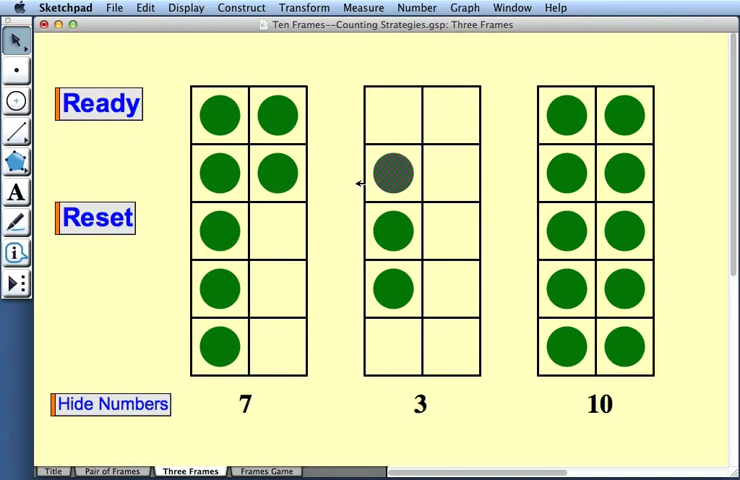 Sketchpad File Edit Display Construct Transform Measure Number Graph Window Help
Ten Frames--Counting Strategies.gsp: Three Frames
Ready
Reset
A
Hide Numbers
7 3 10
Title Pair of Frames Three Frames Frames Game